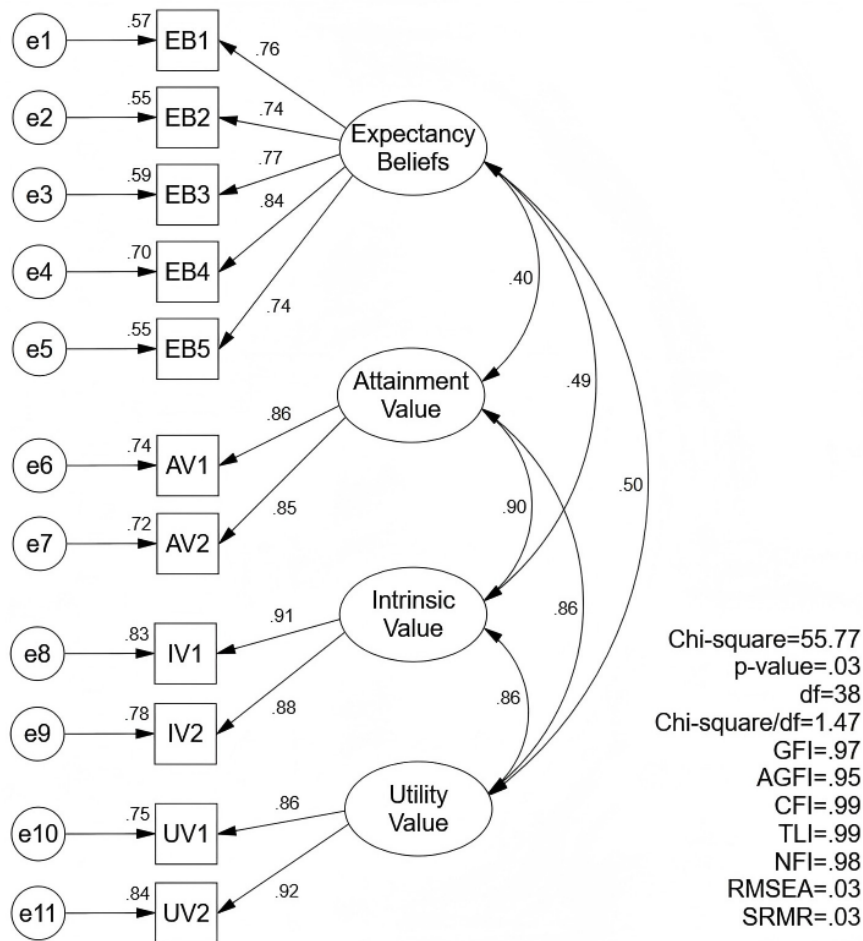 e1
.57
EB1
.76
e2
.55
EB2
.74
Expectancy
Beliefs
e3
.59
EB3
.77
e4
.70
EB4
.84
e5
.55
EB5
.74
.40
.49
.50
Attainment
Value
e6
.74
AV1
.86
e7
.72
AV2
.85
.90
.86
Intrinsic
Value
e8
.83
IV1
.91
e9
.78
IV2
.88
.86
Utility
Value
e10
.75
UV1
.86
e11
.84
UV2
.92
Chi-square=55.77
p-value=.03
df=38
Chi-square/df=1.47
GFI=.97
AGFI=.95
CFI=.99
TLI=.99
NFI=.98
RMSEA=.03
SRMR=.03